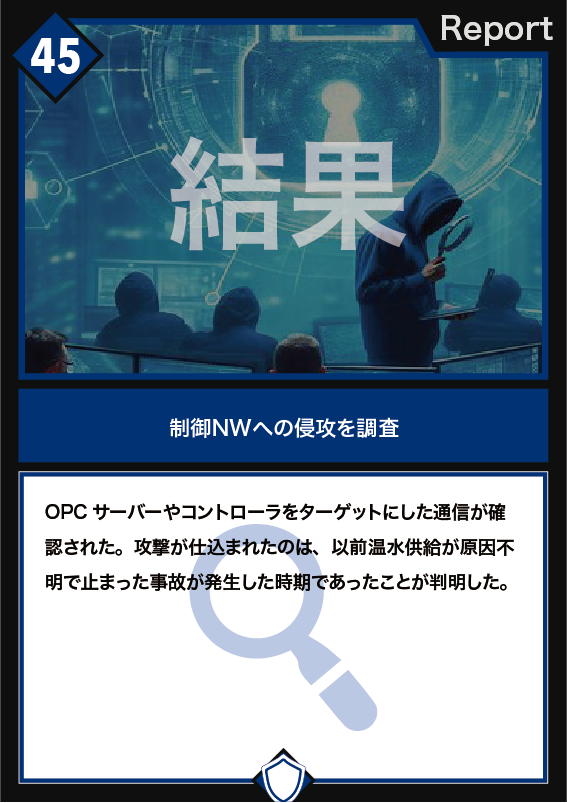 Report
45
結果
制御NWへの侵攻を調査
OPC サーバーやコントローラをターゲットにした通信が確
認された。攻撃が仕込まれたのは、以前温水供給が原因不
明で止まった事故が発生した時期であったことが判明した。